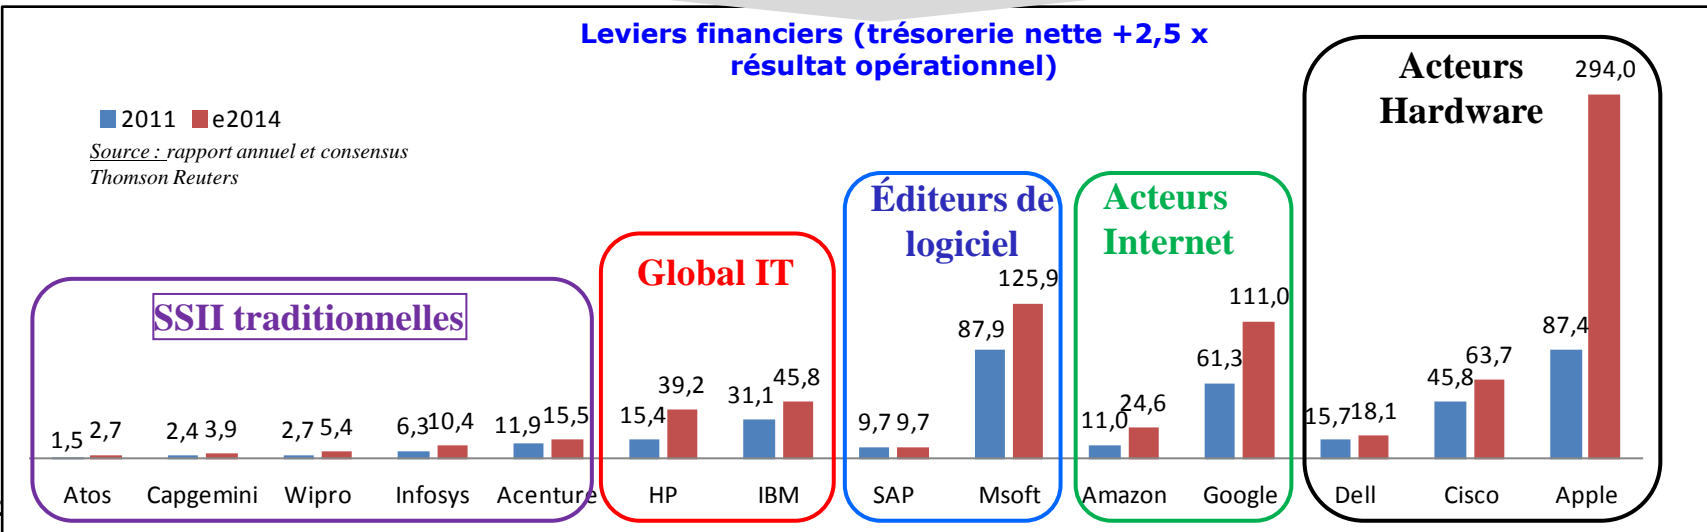 Leviers financiers (trésorerie nette +2,5 x
résultat opérationnel)
2011 e2014
Source : rapport annuel et consensus
Thomson Reuters
SSII traditionnelles
1,5 2,7 2,4 3,9 2,7 5,4 6,3 10,4 11,9 15,5
Atos Capgemini Wipro Infosys Acenture
Global IT
15,4 39,2 31,1 45,8
HP IBM
Éditeurs de
logiciel
9,7 9,7 87,9 125,9
SAP Msoft
Acteurs
Internet
11,0 24,6 61,3 111,0
Amazon Google
Acteurs
Hardware
15,7 18,1 45,8 63,7 87,4 294,0
Dell Cisco Apple